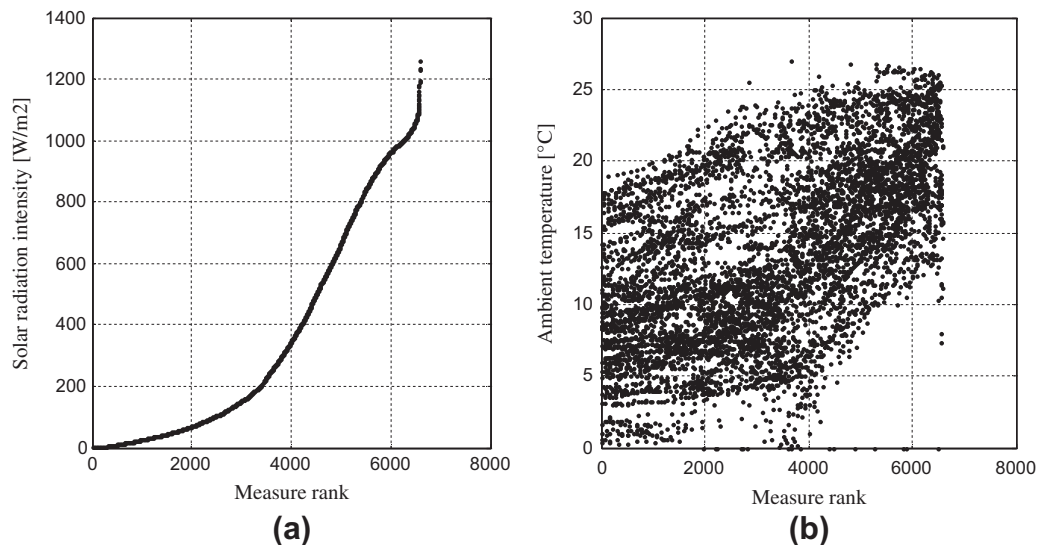 1400
1200
1000
800
600
400
200
0
Solar radiation intensity [W/m2]
0 2000 4000 6000 8000
Measure rank
(a)
30
25
20
15
10
5
0
Ambient temperature [°C]
0 2000 4000 6000 8000
Measure rank
(b)